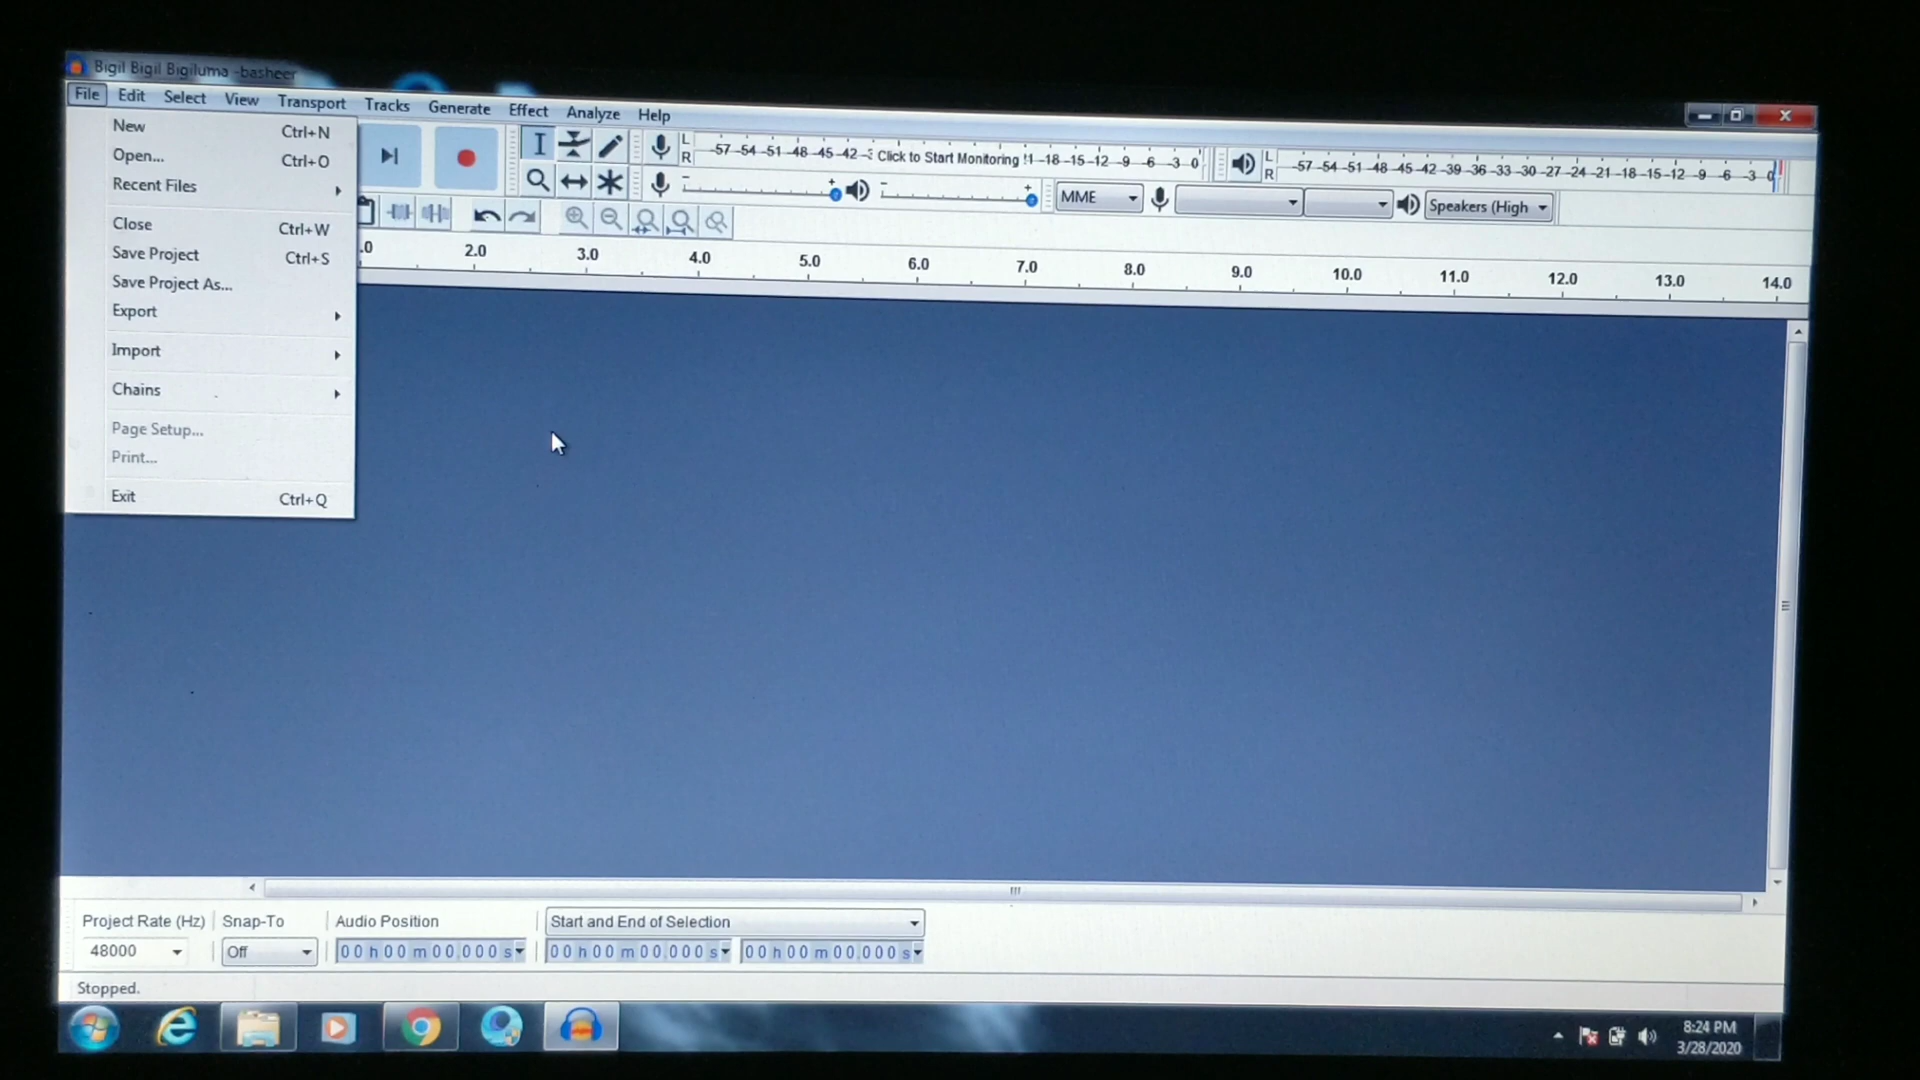 Bigil Bigil Bigiluma -basheer
File Edit Select View Transport Tracks Generate Effect Analyze Help
New Ctrl+N
Open... Ctrl+O
Recent Files
Close Ctrl+W
Save Project Ctrl+S
Save Project As...
Export
Import
Chains
Page Setup...
Print...
Exit Ctrl+Q
L
R
-57 -54 -51 -48 -45 -42 -3 Click to Start Monitoring !1 -18 -15 -12 -9 -6 -3 0
L
R
-57 -54 -51 -48 -45 -42 -39 -36 -33 -30 -27 -24 -21 -18 -15 -12 -9 -6 -3 0
MME
Speakers (High
.0 2.0 3.0 4.0 5.0 6.0 7.0 8.0 9.0 10.0 11.0 12.0 13.0 14.0
Project Rate (Hz) Snap-To Audio Position Start and End of Selection
48000 Off 00 h 00 m 00.000 s 00 h 00 m 00.000 s 00 h 00 m 00.000 s
Stopped.
8:24 PM
3/28/2020